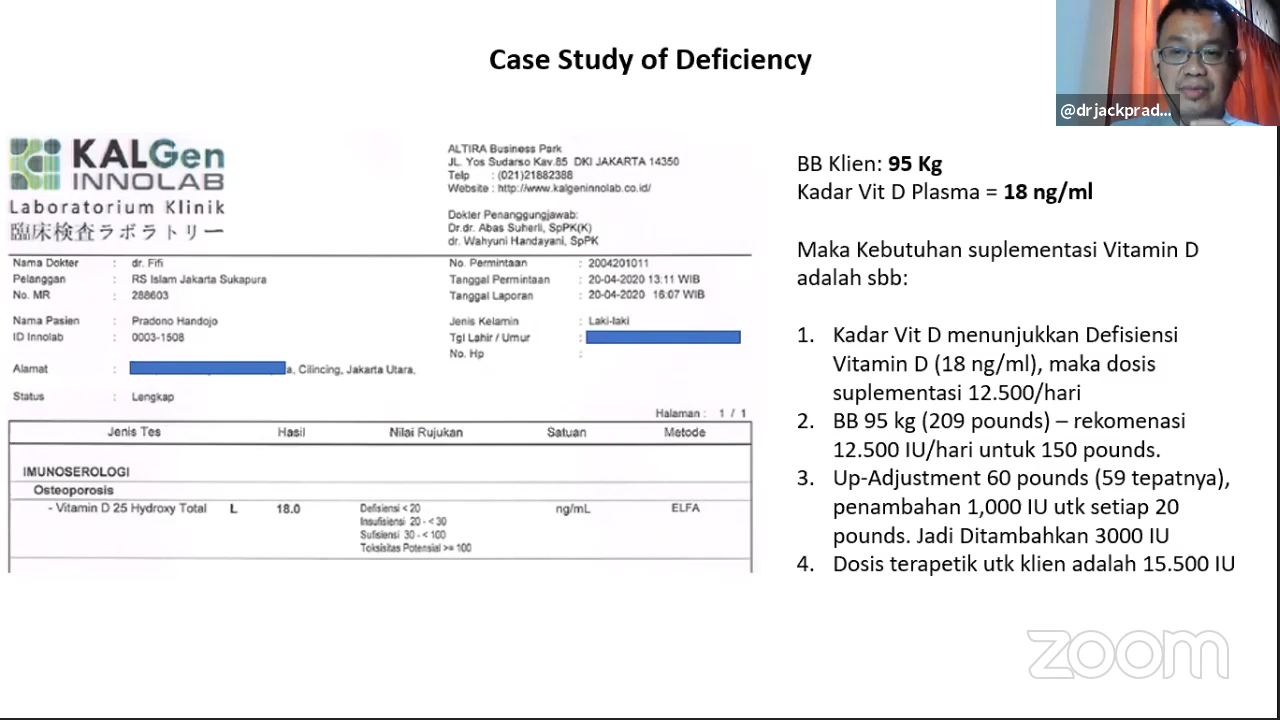 Case Study of Deficiency
@drjackprad...
KALGen
INNOLAB
Laboratorium Klinik
臨床検査ラボラトリー
ALTIRA Business Park
JL. Yos Sudarso Kav.85 DKI JAKARTA 14350
Telp : (021)21882388
Website : http://www.kalgeninnolab.co.id/
Dokter Penanggungjawab:
Dr.dr. Abas Suherli, SpPK(K)
dr. Wahyuni Handayani, SpPK
Nama Dokter : dr. Fifi
Pelanggan : RS Islam Jakarta Sukapura
No. MR : 288603
No. Permintaan : 2004201011
Tanggal Permintaan : 20-04-2020 13:11 WIB
Tanggal Laporan : 20-04-2020 16:07 WIB
Nama Pasien : Pradono Handojo
ID Innolab : 0003-1508
Jenis Kelamin : Laki-laki
Tgl Lahir / Umur :
No. Hp :
Alamat : a, Cilincing, Jakarta Utara,
Status : Lengkap
Halaman : 1 / 1
Jenis Tes Hasil Nilai Rujukan Satuan Metode
IMUNOSEROLOGI
Osteoporosis
- Vitamin D 25 Hydroxy Total L 18.0 Defisiensi < 20 ng/mL ELFA
Insufisiensi 20 - < 30
Sufisiensi 30 - < 100
Toksisitas Potensial >= 100
BB Klien: 95 Kg
Kadar Vit D Plasma = 18 ng/ml
Maka Kebutuhan suplementasi Vitamin D
adalah sbb:
1. Kadar Vit D menunjukkan Defisiensi
Vitamin D (18 ng/ml), maka dosis
suplementasi 12.500/hari
2. BB 95 kg (209 pounds) – rekomenasi
12.500 IU/hari untuk 150 pounds.
3. Up-Adjustment 60 pounds (59 tepatnya),
penambahan 1,000 IU utk setiap 20
pounds. Jadi Ditambahkan 3000 IU
4. Dosis terapetik utk klien adalah 15.500 IU
zoom